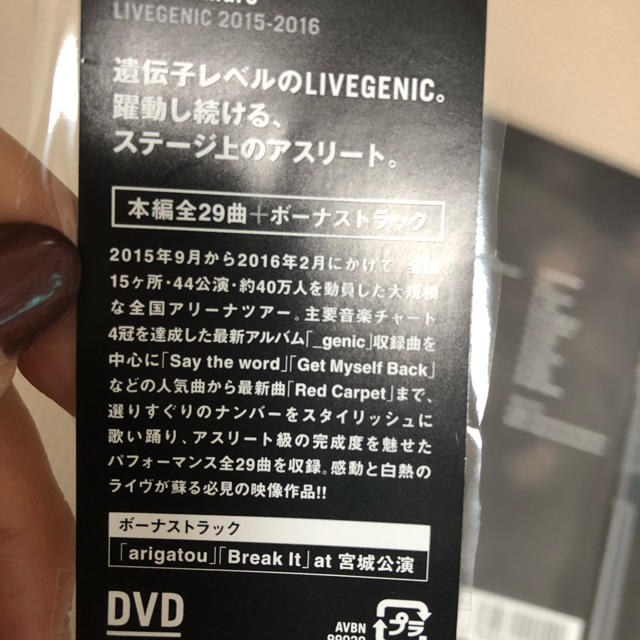 LIVEGENIC 2015-2016
遺伝子レベルのLIVEGENIC。
躍動し続ける、
ステージ上のアスリート。
本編全29曲＋ボーナストラック
2015年9月から2016年2月にかけて 全国
15ヶ所・44公演・約40万人を動員した大規模
な全国アリーナツアー。主要音楽チャート
4冠を達成した最新アルバム「_genic」収録曲を
中心に「Say the word」「Get Myself Back」
などの人気曲から最新曲「Red Carpet」まで、
選りすぐりのナンバーをスタイリッシュに
歌い踊り、アスリート級の完成度を魅せた
パフォーマンス全29曲を収録。感動と白熱の
ライヴが蘇る必見の映像作品!!
ボーナストラック
「arigatou」「Break It」at 宮城公演
DVD
AVBN
プラ